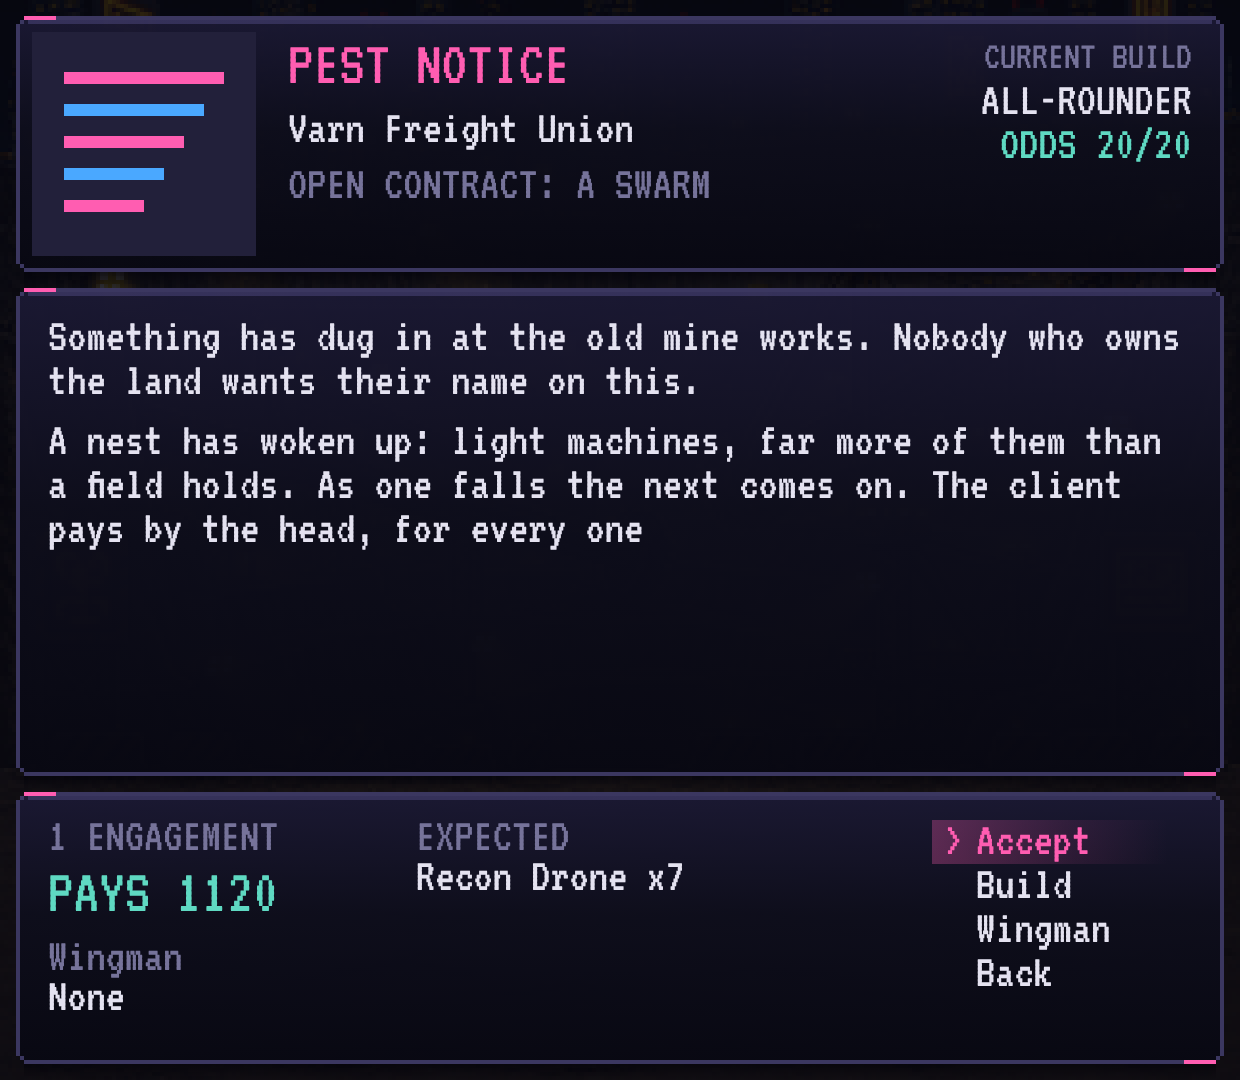 PEST NOTICE
Varn Freight Union
OPEN CONTRACT: A SWARM
CURRENT BUILD
ALL-ROUNDER
ODDS 20/20
Something has dug in at the old mine works. Nobody who owns
the land wants their name on this.
A nest has woken up: light machines, far more of them than
a field holds. As one falls the next comes on. The client
pays by the head, for every one
1 ENGAGEMENT
PAYS 1120
Wingman
None
EXPECTED
Recon Drone x7
> Accept
Build
Wingman
Back